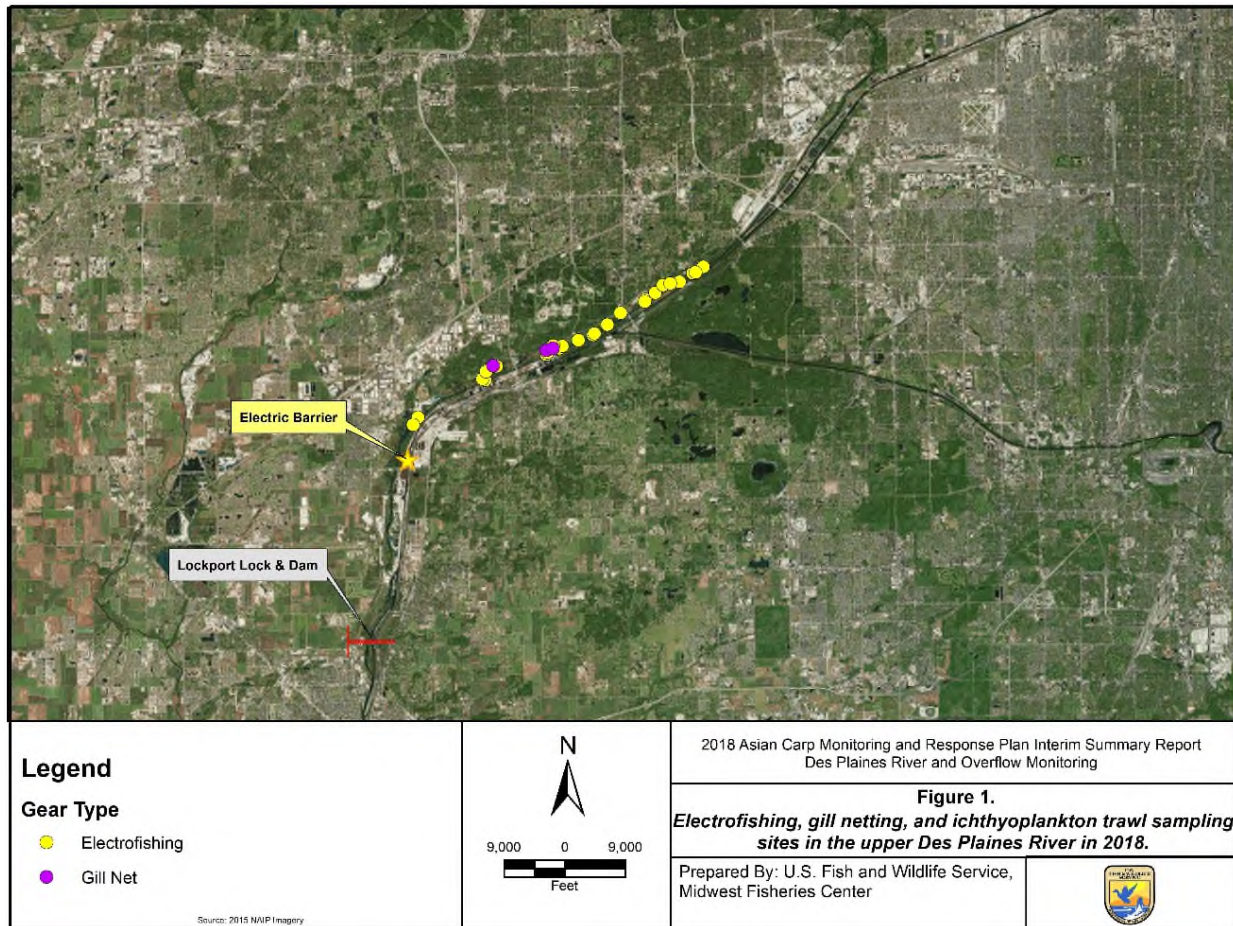 Electric Barrier
Lockport Lock & Dam
Legend
Gear Type
Electrofishing
Gill Net
Source: 2015 NAIP Imagery
N
9,000 0 9,000
Feet
2018 Asian Carp Monitoring and Response Plan Interim Summary Report
Des Plaines River and Overflow Monitoring
Figure 1.
Electrofishing, gill netting, and ichthyoplankton trawl sampling
sites in the upper Des Plaines River in 2018.
Prepared By: U.S. Fish and Wildlife Service,
Midwest Fisheries Center